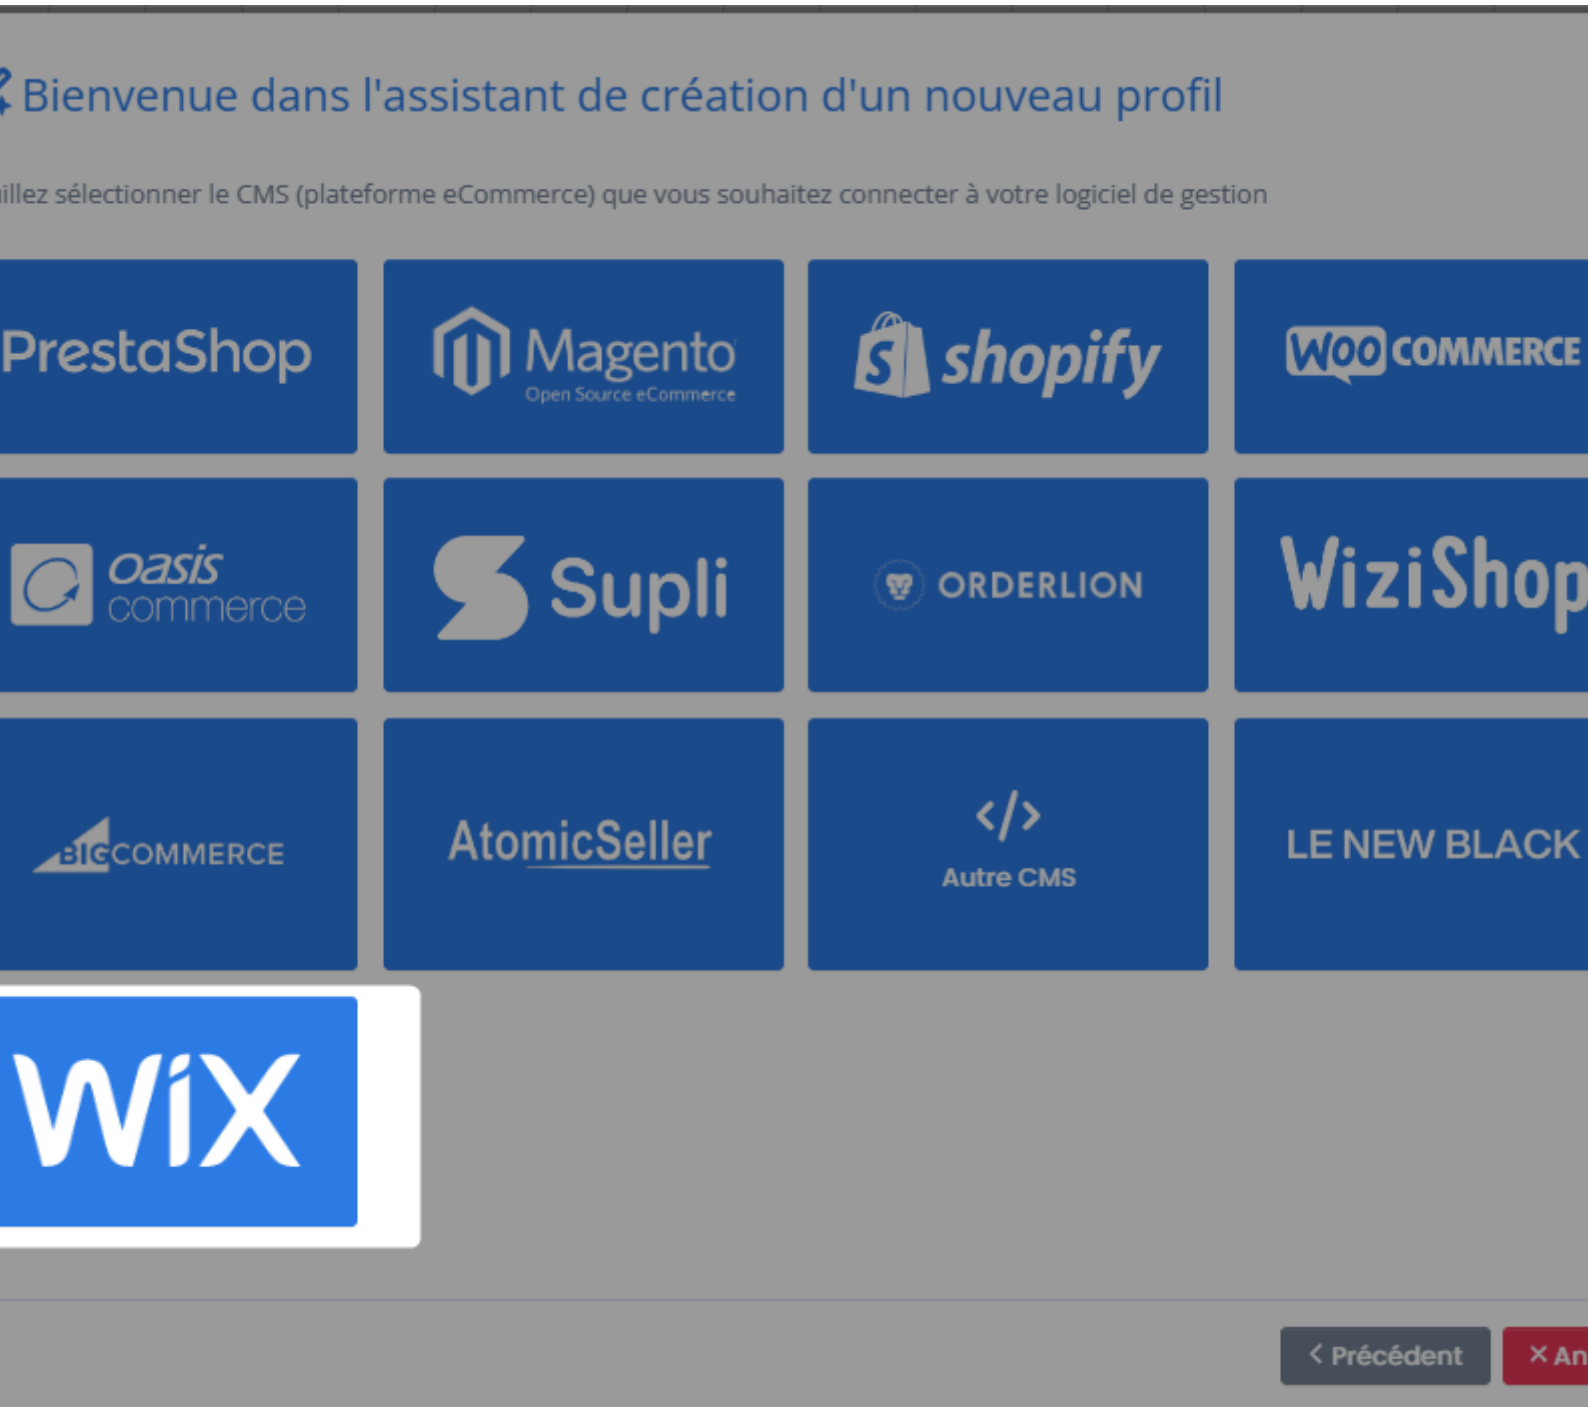 Bienvenue dans l'assistant de création d'un nouveau profil
illez sélectionner le CMS (plateforme eCommerce) que vous souhaitez connecter à votre logiciel de gestion
PrestaShop
Magento
Open Source eCommerce
shopify
WOO COMMERCE
oasis
commerce
Supli
ORDERLION
WiziShop
BIGCOMMERCE
AtomicSeller
</>
Autre CMS
LE NEW BLACK
WiX
< Précédent
× An